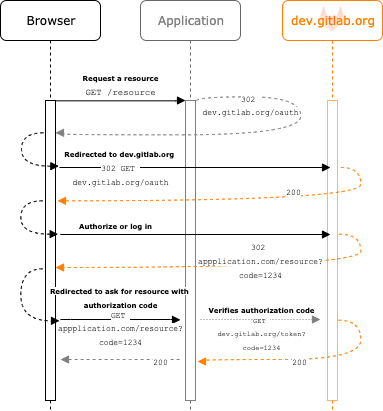 Browser
Application
dev.gitlab.org
Request a resource
GET /resource
302
dev.gitlab.org/oauth
Redirected to dev.gitlab.org
302 GET
dev.gitlab.org/oauth
200
Authorize or log in
302
appplication.com/resource?
code=1234
Redirected to ask for resource with
authorization code
GET
appplication.com/resource?
code=1234
Verifies authorization code
GET
dev.gitlab.org/token?
code=1234
200
200